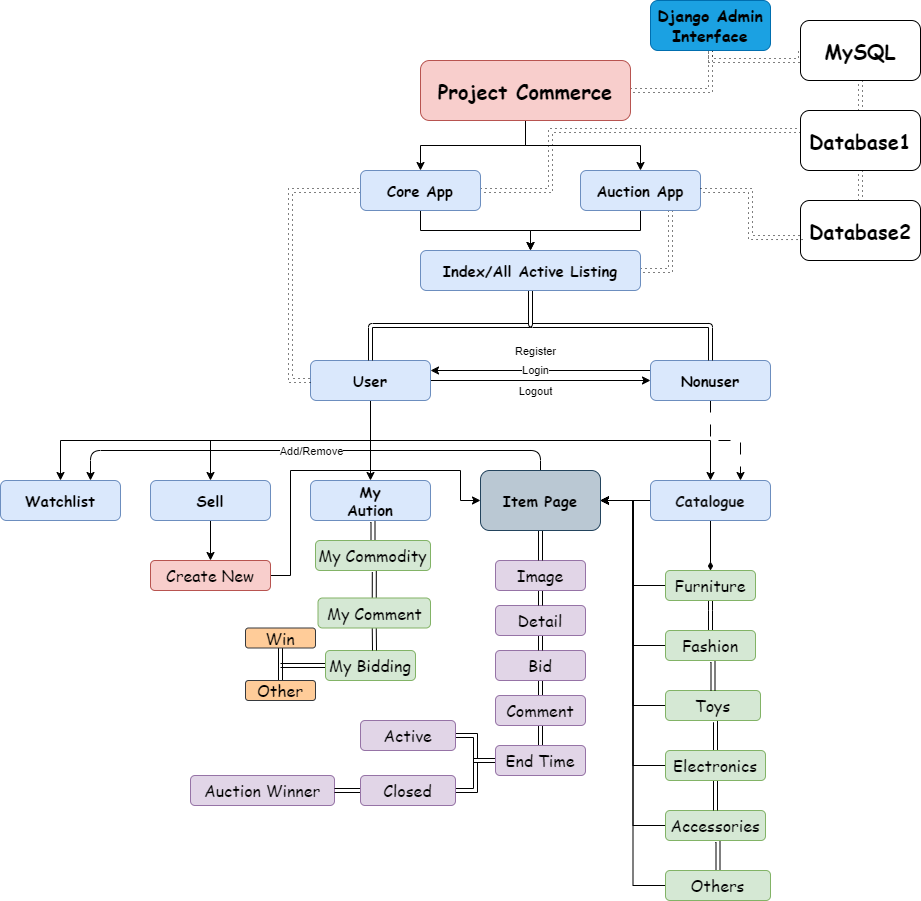 Django Admin
Interface
MySQL
Project Commerce
Database1
Core App
Auction App
Database2
Index/All Active Listing
Register
User
Login
Nonuser
Logout
Add/Remove
Watchlist
Sell
My
Aution
Item Page
Catalogue
My Commodity
Create New
Image
Furniture
My Comment
Detail
Win
Fashion
My Bidding
Bid
Other
Comment
Toys
Active
End Time
Electronics
Auction Winner
Closed
Accessories
Others